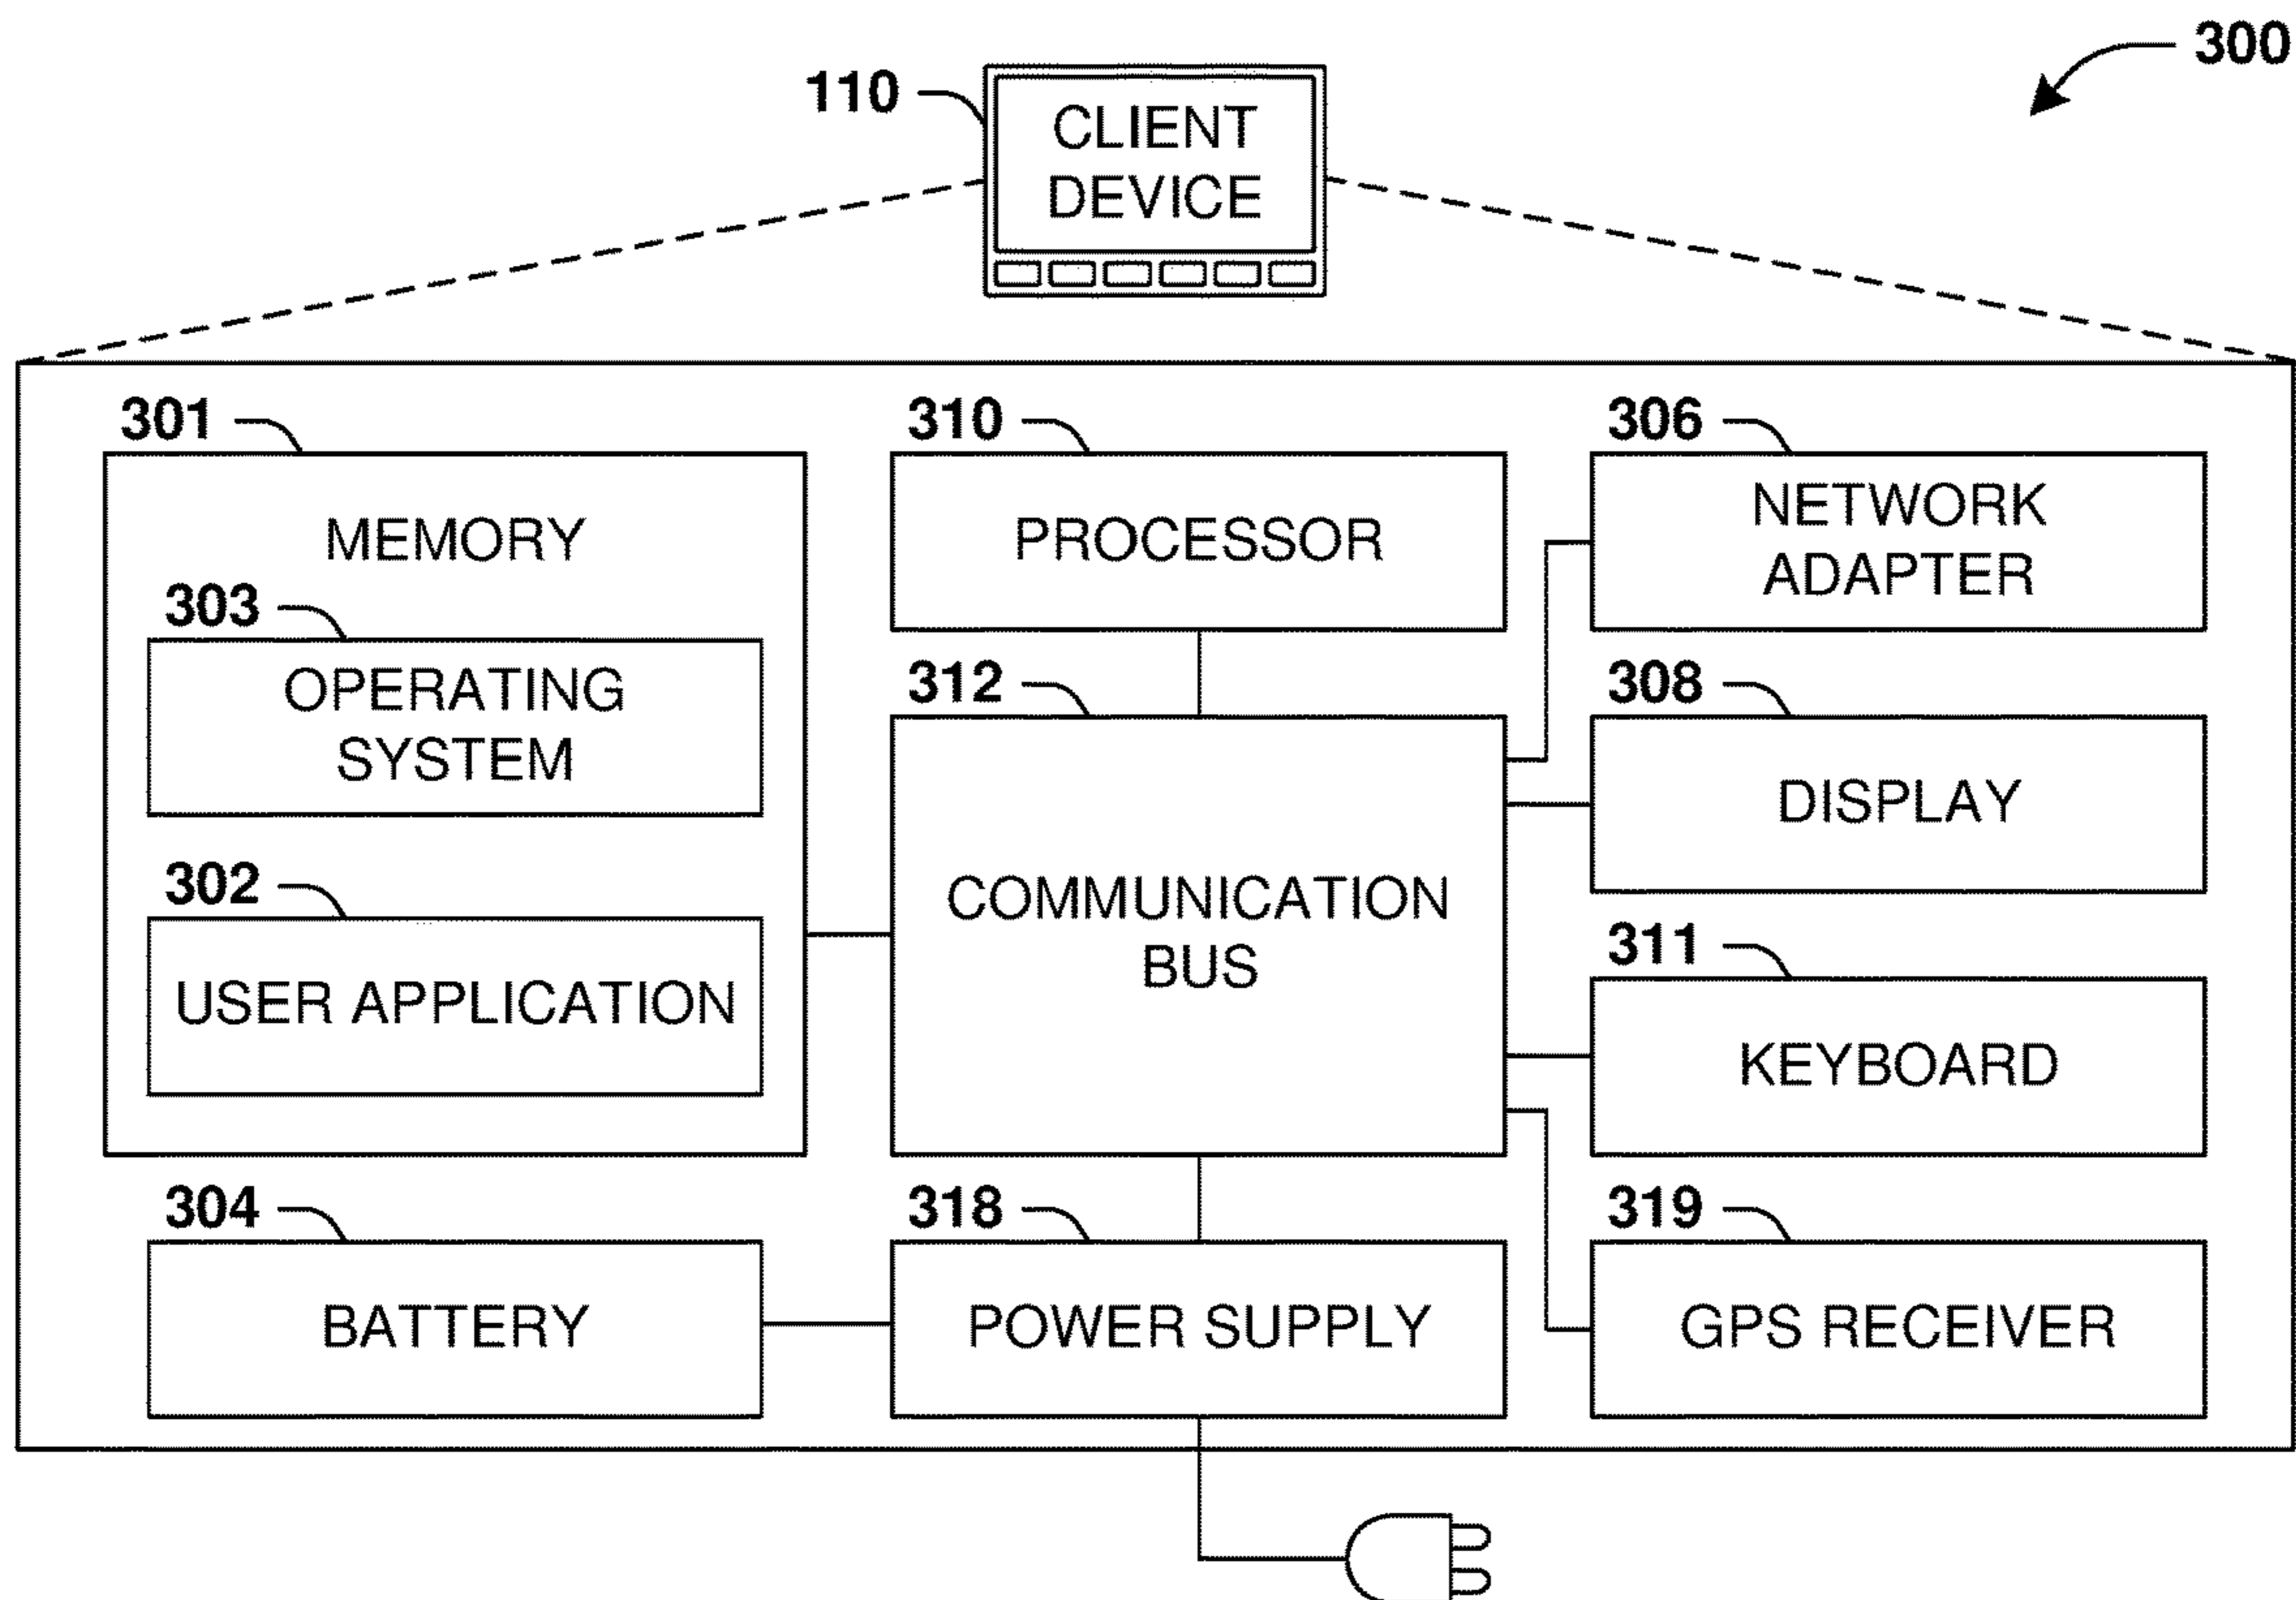 300
110
CLIENT
DEVICE
301
MEMORY
303
OPERATING
SYSTEM
302
USER APPLICATION
304
BATTERY
310
PROCESSOR
312
COMMUNICATION
BUS
318
POWER SUPPLY
306
NETWORK
ADAPTER
308
DISPLAY
311
KEYBOARD
319
GPS RECEIVER